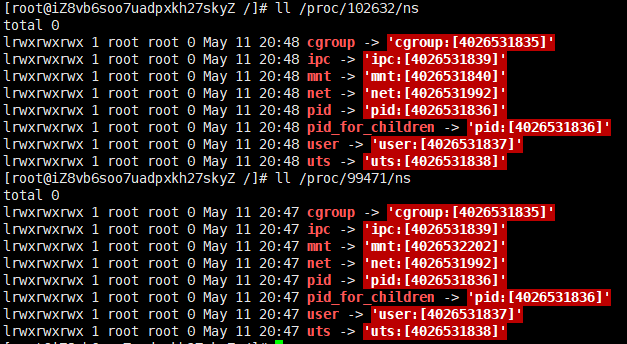 [root@iZ8vb6soo7uadpxkh27skyZ /]# ll /proc/102632/ns
total 0
lrwxrwxrwx 1 root root 0 May 11 20:48 cgroup -> 'cgroup:[4026531835]'
lrwxrwxrwx 1 root root 0 May 11 20:48 ipc -> 'ipc:[4026531839]'
lrwxrwxrwx 1 root root 0 May 11 20:48 mnt -> 'mnt:[4026531840]'
lrwxrwxrwx 1 root root 0 May 11 20:48 net -> 'net:[4026531992]'
lrwxrwxrwx 1 root root 0 May 11 20:48 pid -> 'pid:[4026531836]'
lrwxrwxrwx 1 root root 0 May 11 20:48 pid_for_children -> 'pid:[4026531836]'
lrwxrwxrwx 1 root root 0 May 11 20:48 user -> 'user:[4026531837]'
lrwxrwxrwx 1 root root 0 May 11 20:48 uts -> 'uts:[4026531838]'
[root@iZ8vb6soo7uadpxkh27skyZ /]# ll /proc/99471/ns
total 0
lrwxrwxrwx 1 root root 0 May 11 20:47 cgroup -> 'cgroup:[4026531835]'
lrwxrwxrwx 1 root root 0 May 11 20:47 ipc -> 'ipc:[4026531839]'
lrwxrwxrwx 1 root root 0 May 11 20:47 mnt -> 'mnt:[4026532202]'
lrwxrwxrwx 1 root root 0 May 11 20:47 net -> 'net:[4026531992]'
lrwxrwxrwx 1 root root 0 May 11 20:47 pid -> 'pid:[4026531836]'
lrwxrwxrwx 1 root root 0 May 11 20:47 pid_for_children -> 'pid:[4026531836]'
lrwxrwxrwx 1 root root 0 May 11 20:47 user -> 'user:[4026531837]'
lrwxrwxrwx 1 root root 0 May 11 20:47 uts -> 'uts:[4026531838]'